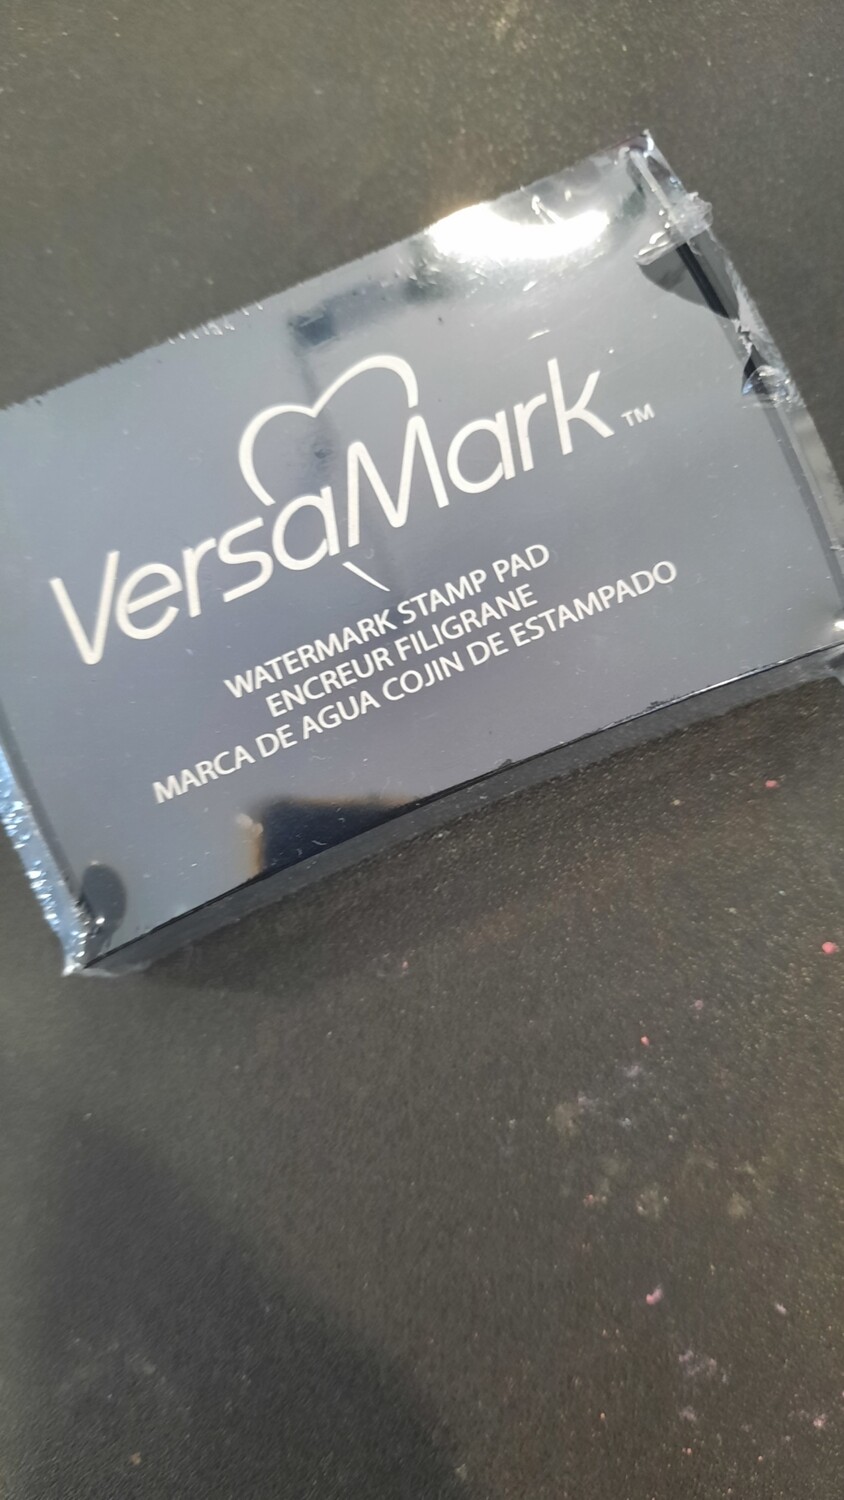 VersaMark™
WATERMARK STAMP PAD
ENCREUR FILIGRANE
MARCA DE AGUA COJIN DE ESTAMPADO